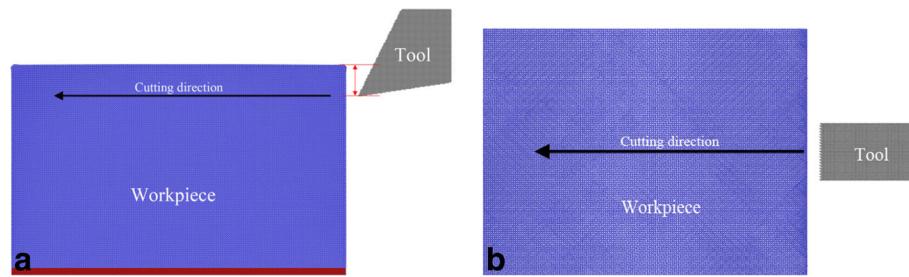 Tool
Cutting direction
Workpiece
a
Cutting direction
Tool
Workpiece
b